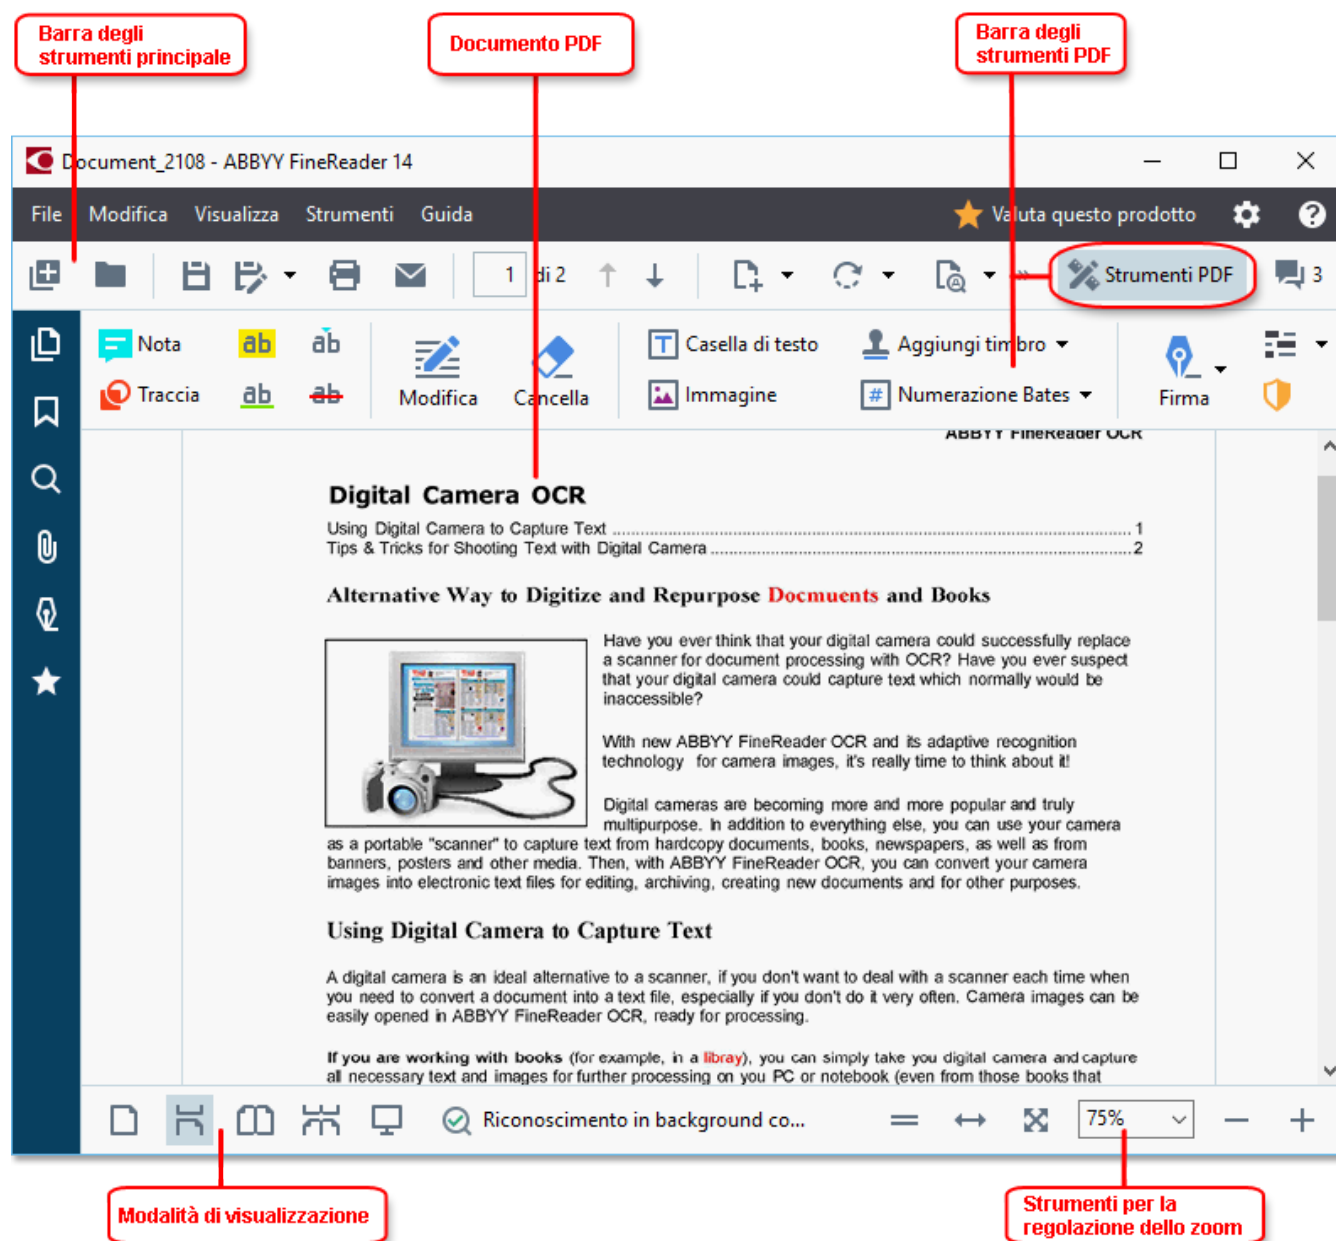 Barra degli
strumenti principale
Documento PDF
Barra degli
strumenti PDF
Document_2108 - ABBYY FineReader 14
File Modifica Visualizza Strumenti Guida Valuta questo prodotto
1 di 2 Strumenti PDF 3
Nota ab ab Casella di testo Aggiungi timbro
Traccia ab ab Modifica Cancella Immagine # Numerazione Bates Firma
ABBYY FineReader OCR
Digital Camera OCR
Using Digital Camera to Capture Text ........ 1
Tips & Tricks for Shooting Text with Digital Camera ........ 2
Alternative Way to Digitize and Repurpose Docmuents and Books
Have you ever think that your digital camera could successfully replace
a scanner for document processing with OCR? Have you ever suspect
that your digital camera could capture text which normally would be
inaccessible?
With new ABBYY FineReader OCR and its adaptive recognition
technology for camera images, it's really time to think about it!
Digital cameras are becoming more and more popular and truly
multipurpose. In addition to everything else, you can use your camera
as a portable "scanner" to capture text from hardcopy documents, books, newspapers, as well as from
banners, posters and other media. Then, with ABBYY FineReader OCR, you can convert your camera
images into electronic text files for editing, archiving, creating new documents and for other purposes.
Using Digital Camera to Capture Text
A digital camera is an ideal alternative to a scanner, if you don't want to deal with a scanner each time when
you need to convert a document into a text file, especially if you don't do it very often. Camera images can be
easily opened in ABBYY FineReader OCR, ready for processing.
If you are working with books (for example, in a libray), you can simply take you digital camera and capture
all necessary text and images for further processing on you PC or notebook (even from those books that
Riconoscimento in background co... 75%
Modalità di visualizzazione
Strumenti per la
regolazione dello zoom